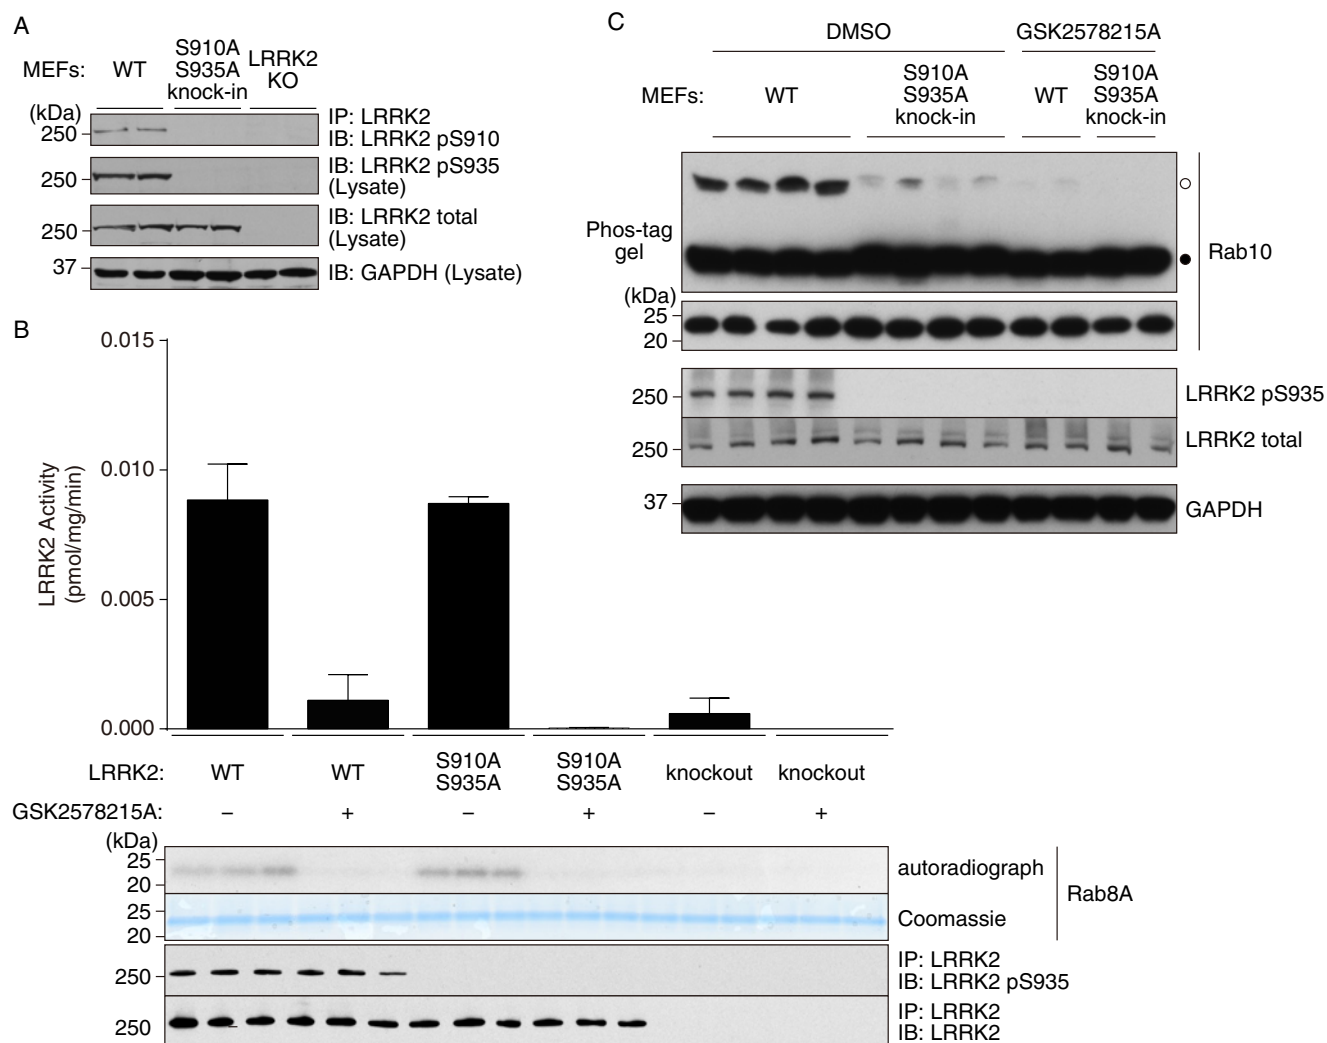 A
MEFs:
WT
S910A
S935A
knock-in
LRRK2
KO
(kDa)
250
IP: LRRK2
IB: LRRK2 pS910
250
IB: LRRK2 pS935
(Lysate)
250
IB: LRRK2 total
(Lysate)
37
IB: GAPDH (Lysate)
B
LRRK2 Activity
(pmol/mg/min)
0.015
0.010
0.005
0.000
LRRK2:
WT
WT
S910A
S935A
S910A
S935A
knockout
knockout
GSK2578215A:
–
+
–
+
–
+
(kDa)
25
20
autoradiograph
25
20
Coomassie
Rab8A
250
IP: LRRK2
IB: LRRK2 pS935
250
IP: LRRK2
IB: LRRK2
C
DMSO
GSK2578215A
MEFs:
WT
S910A
S935A
knock-in
WT
S910A
S935A
knock-in
Phos-tag
gel
Rab10
(kDa)
25
20
250
LRRK2 pS935
250
LRRK2 total
37
GAPDH